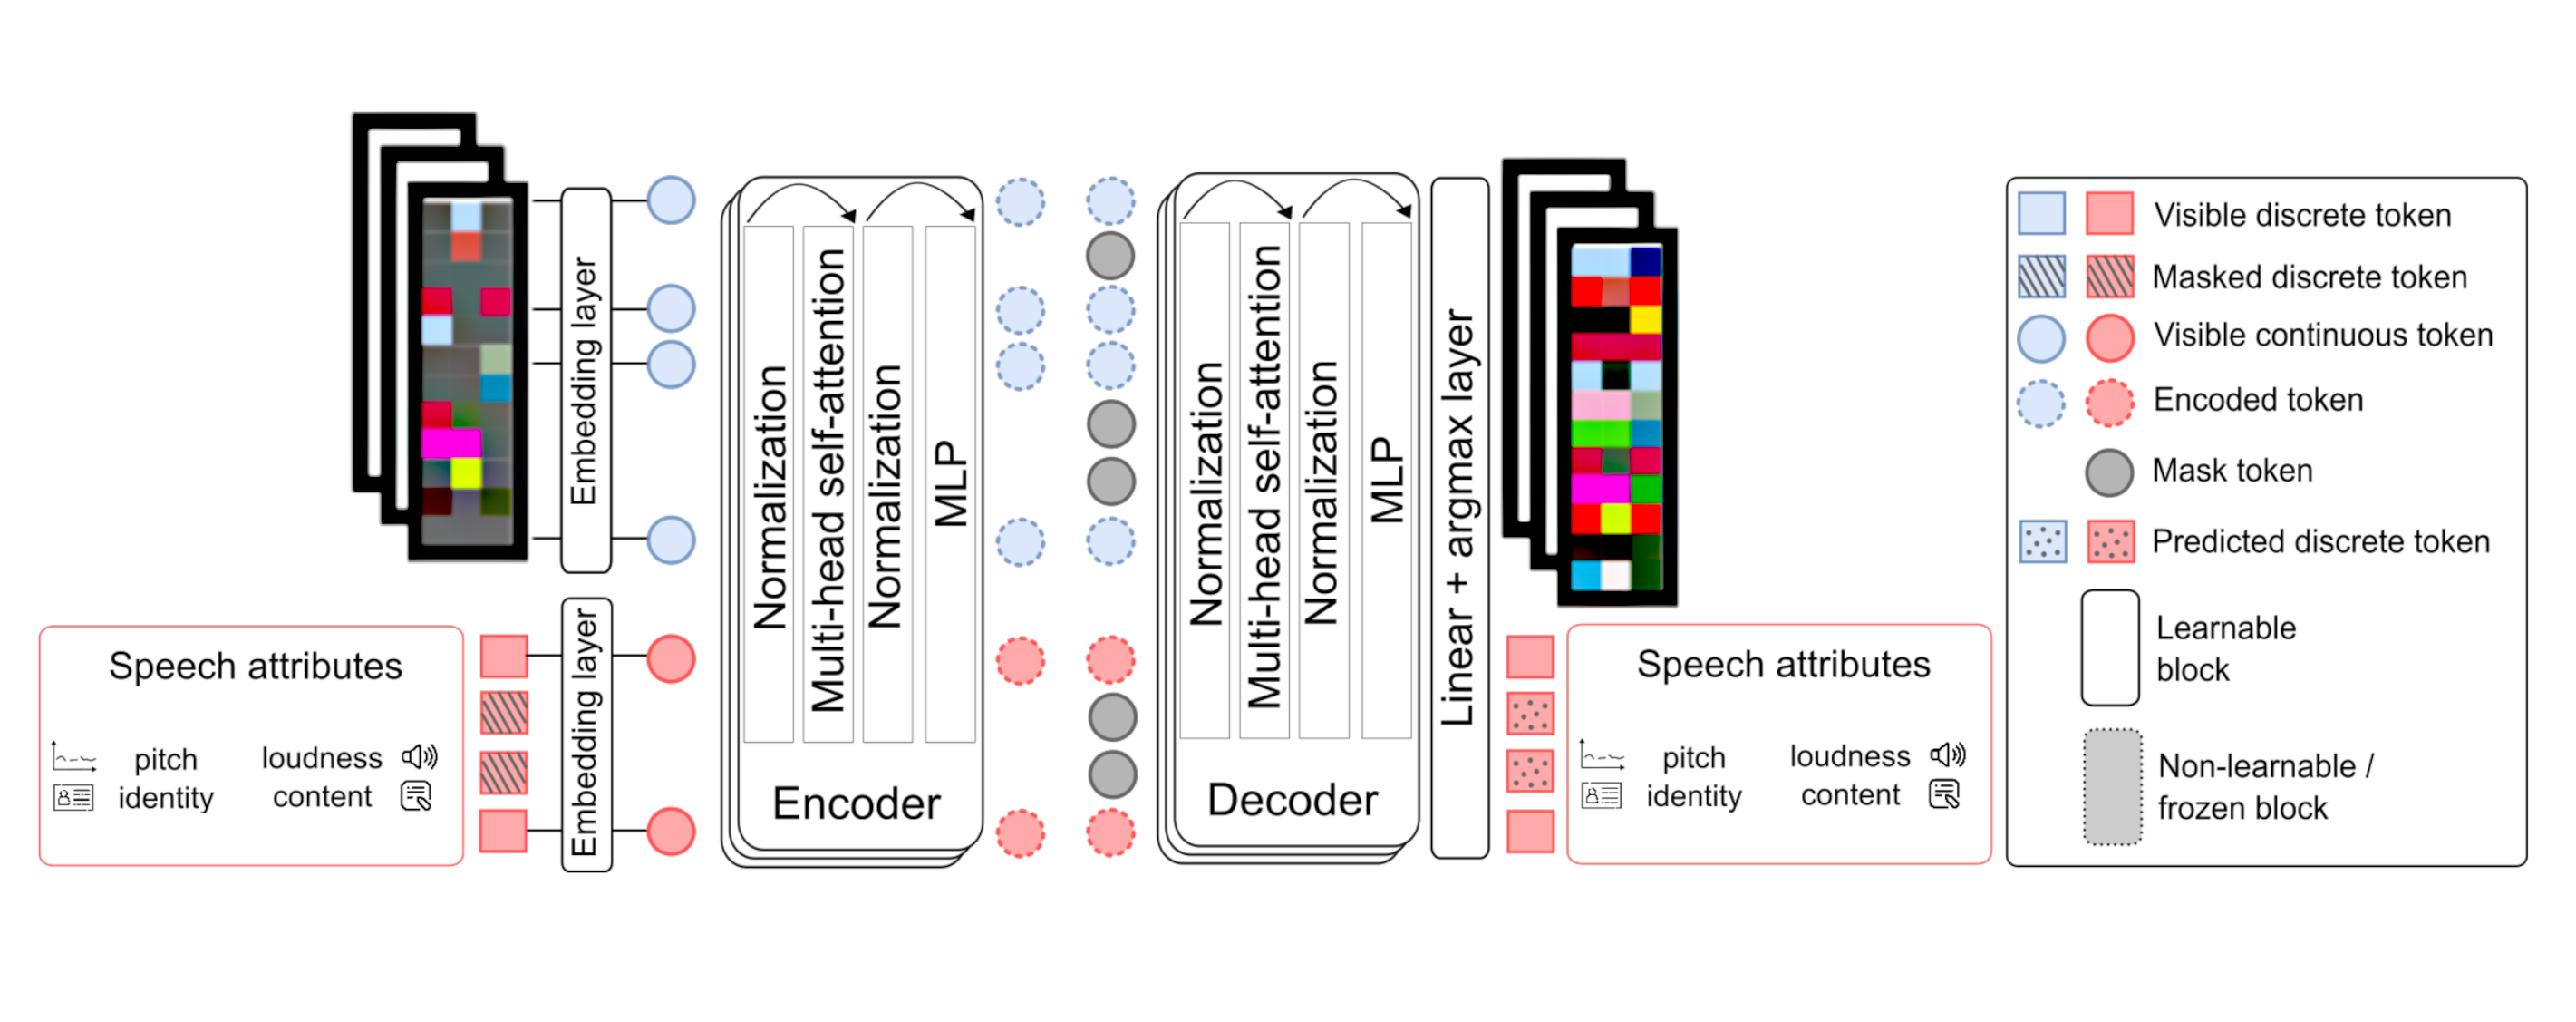 Speech attributes
pitch
loudness
identity
content
Embedding layer
Embedding layer
Normalization
Multi-head self-attention
Normalization
MLP
Encoder
Normalization
Multi-head self-attention
Normalization
MLP
Decoder
Linear + argmax layer
Speech attributes
pitch
loudness
identity
content
Visible discrete token
Masked discrete token
Visible continuous token
Encoded token
Mask token
Predicted discrete token
Learnable
block
Non-learnable /
frozen block